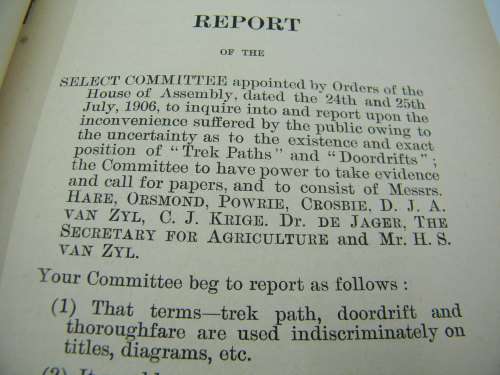 REPORT
OF THE
SELECT COMMITTEE appointed by Orders of the
House of Assembly, dated the 24th and 25th
July, 1906, to inquire into and report upon the
inconvenience suffered by the public owing to
the uncertainty as to the existence and exact
position of "Trek Paths" and "Doordrifts";
the Committee to have power to take evidence
and call for papers, and to consist of Messrs.
HARE, ORSMOND, POWRIE, CROSBIE, D. J. A.
VAN ZYL, C. J. KRIGE. Dr. DE JAGER, THE
SECRETARY FOR AGRICULTURE and Mr. H. S.
VAN ZYL.
Your Committee beg to report as follows :
(1) That terms—trek path, doordrift and
thoroughfare are used indiscriminately on
titles, diagrams, etc.